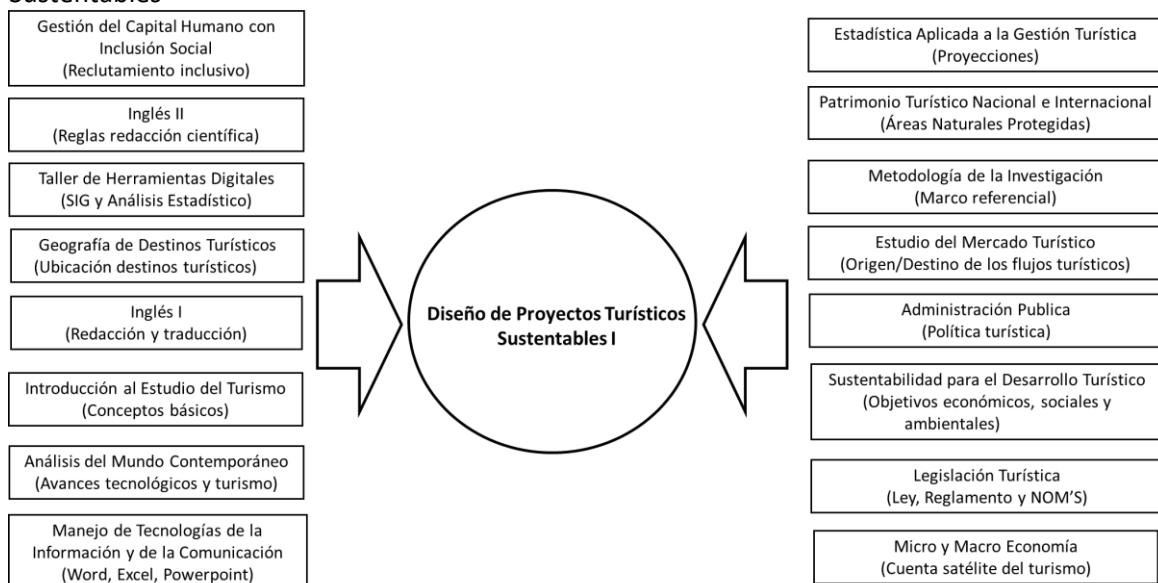 Sustentables
Gestión del Capital Humano con
Inclusión Social
(Reclutamiento inclusivo)
Inglés II
(Reglas redacción científica)
Taller de Herramientas Digitales
(SIG y Análisis Estadístico)
Geografía de Destinos Turísticos
(Ubicación destinos turísticos)
Inglés I
(Redacción y traducción)
Introducción al Estudio del Turismo
(Conceptos básicos)
Análisis del Mundo Contemporáneo
(Avances tecnológicos y turismo)
Manejo de Tecnologías de la
Información y de la Comunicación
(Word, Excel, Powerpoint)
Diseño de Proyectos Turísticos
Sustentables I
Estadística Aplicada a la Gestión Turística
(Proyecciones)
Patrimonio Turístico Nacional e Internacional
(Áreas Naturales Protegidas)
Metodología de la Investigación
(Marco referencial)
Estudio del Mercado Turístico
(Origen/Destino de los flujos turísticos)
Administración Publica
(Política turística)
Sustentabilidad para el Desarrollo Turístico
(Objetivos económicos, sociales y
ambientales)
Legislación Turística
(Ley, Reglamento y NOM'S)
Micro y Macro Economía
(Cuenta satélite del turismo)